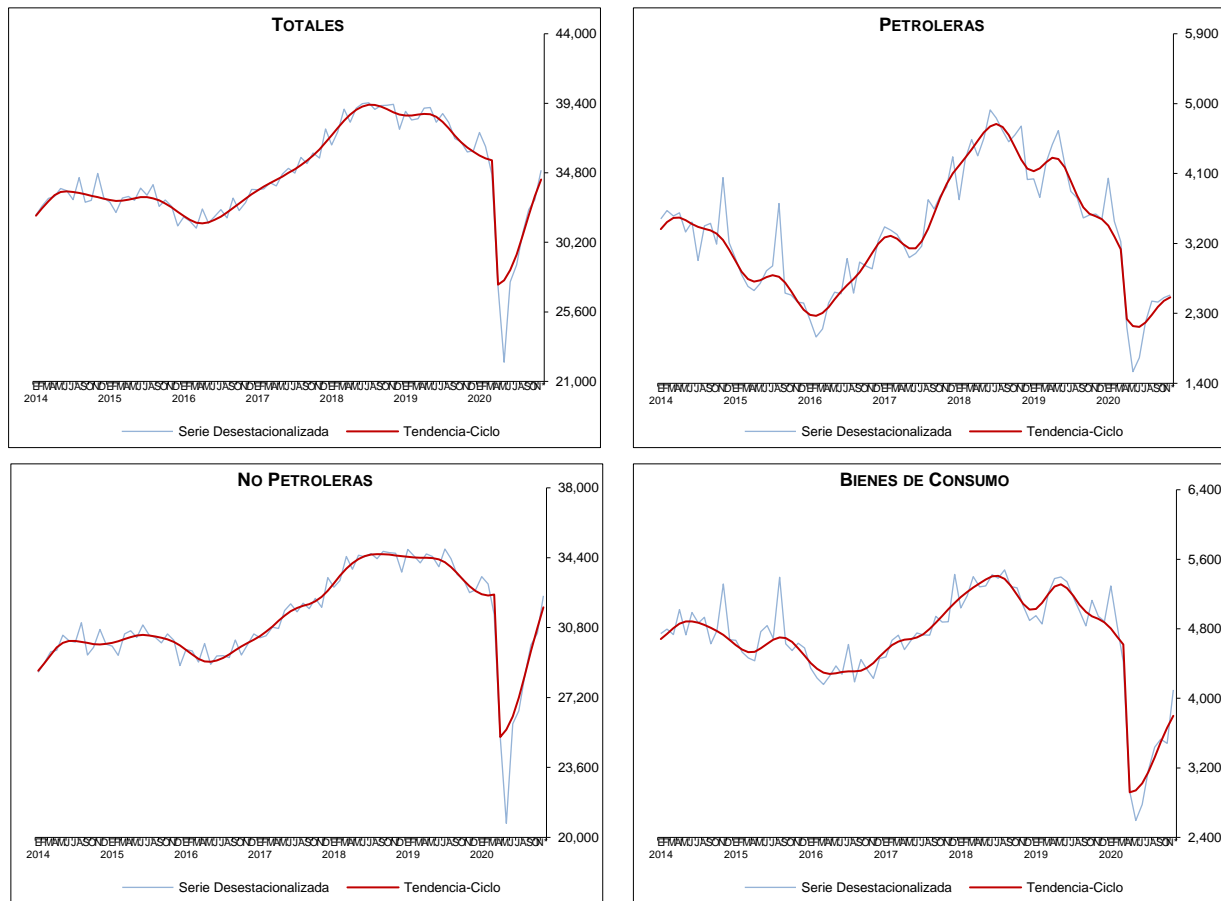 TOTALES
44,000
39,400
34,800
30,200
25,600
21,000
2014 2015 2016 2017 2018 2019 2020
Serie Desestacionalizada Tendencia-Ciclo
PETROLERAS
5,900
5,000
4,100
3,200
2,300
1,400
2014 2015 2016 2017 2018 2019 2020
Serie Desestacionalizada Tendencia-Ciclo
NO PETROLERAS
38,000
34,400
30,800
27,200
23,600
20,000
2014 2015 2016 2017 2018 2019 2020
Serie Desestacionalizada Tendencia-Ciclo
BIENES DE CONSUMO
6,400
5,600
4,800
4,000
3,200
2,400
2014 2015 2016 2017 2018 2019 2020
Serie Desestacionalizada Tendencia-Ciclo